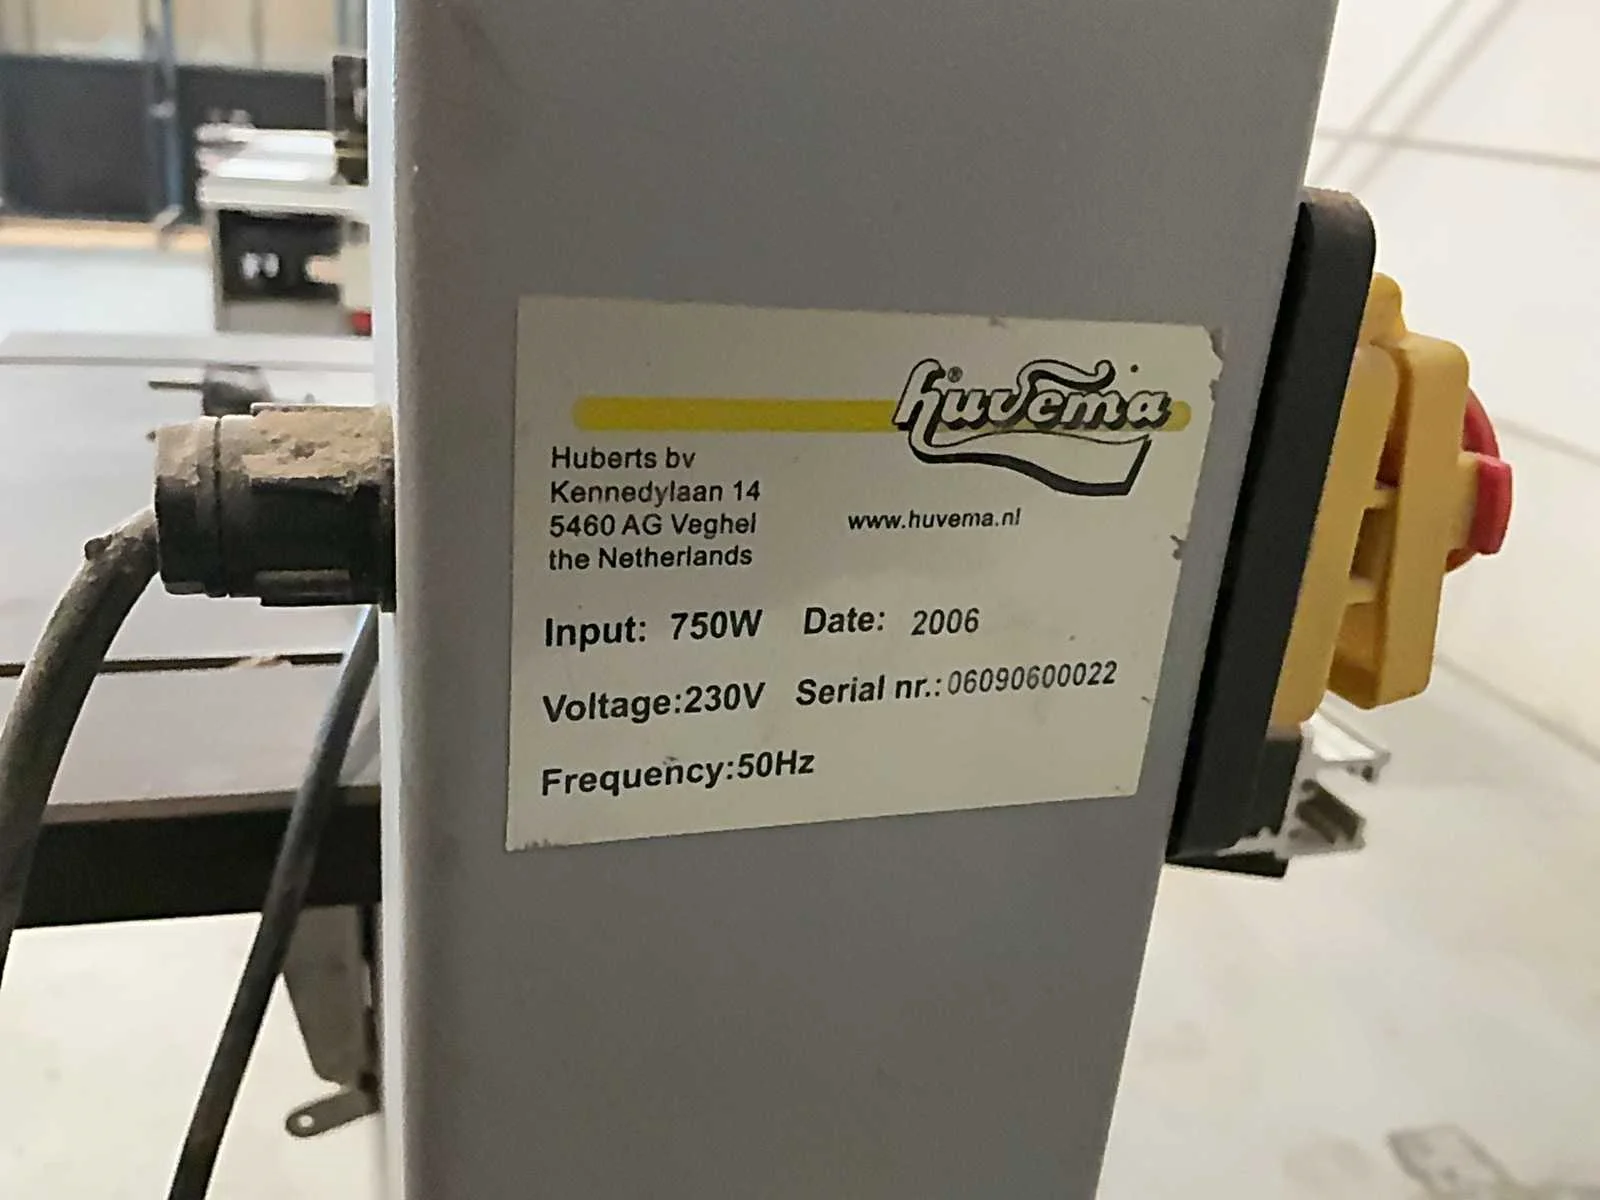 huvema®
Huberts bv
Kennedylaan 14
5460 AG Veghel
the Netherlands
www.huvema.nl
Input: 750W Date: 2006
Voltage:230V Serial nr.:06090600022
Frequency:50Hz